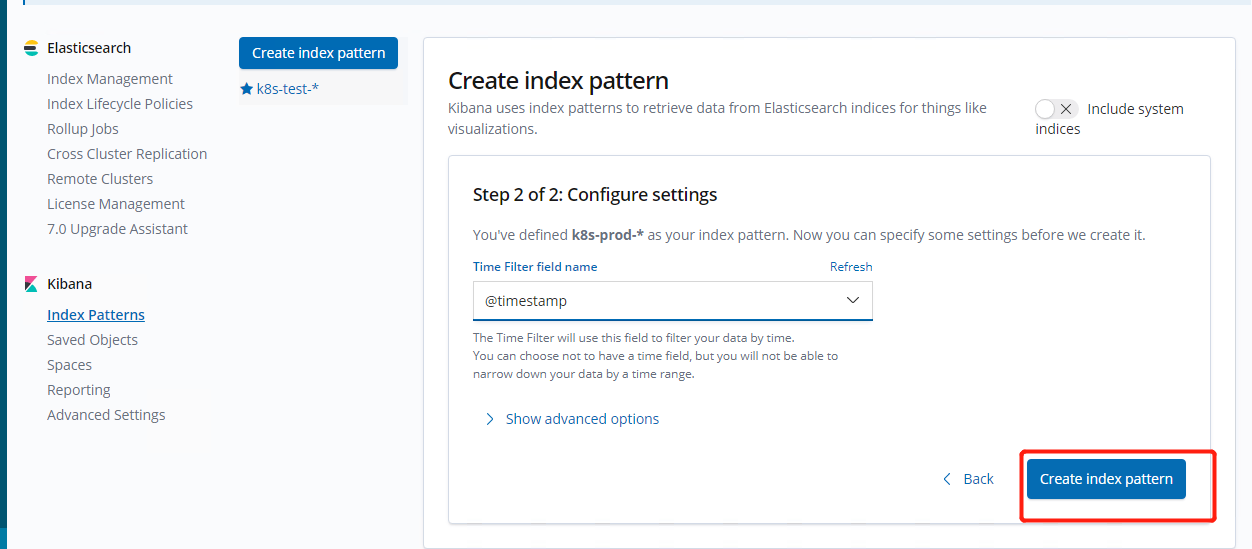 Elasticsearch
Index Management
Index Lifecycle Policies
Rollup Jobs
Cross Cluster Replication
Remote Clusters
License Management
7.0 Upgrade Assistant
Kibana
Index Patterns
Saved Objects
Spaces
Reporting
Advanced Settings
Create index pattern
k8s-test-*
Create index pattern
Kibana uses index patterns to retrieve data from Elasticsearch indices for things like
visualizations.
Include system
indices
Step 2 of 2: Configure settings
You've defined k8s-prod-* as your index pattern. Now you can specify some settings before we create it.
Time Filter field name
Refresh
@timestamp
The Time Filter will use this field to filter your data by time.
You can choose not to have a time field, but you will not be able to
narrow down your data by a time range.
Show advanced options
Back
Create index pattern